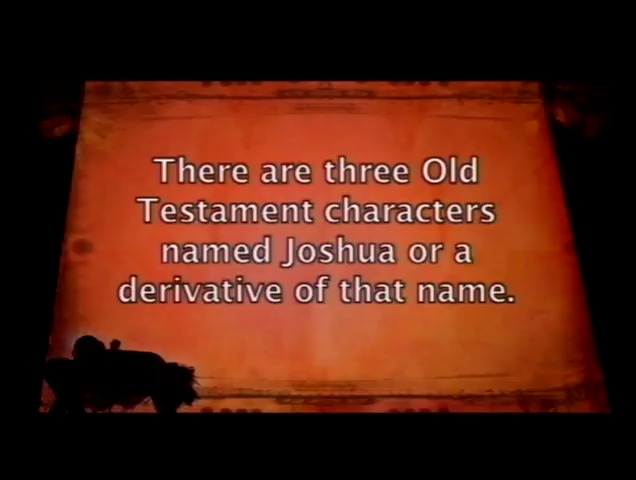 There are three Old
Testament characters
named Joshua or a
derivative of that name.